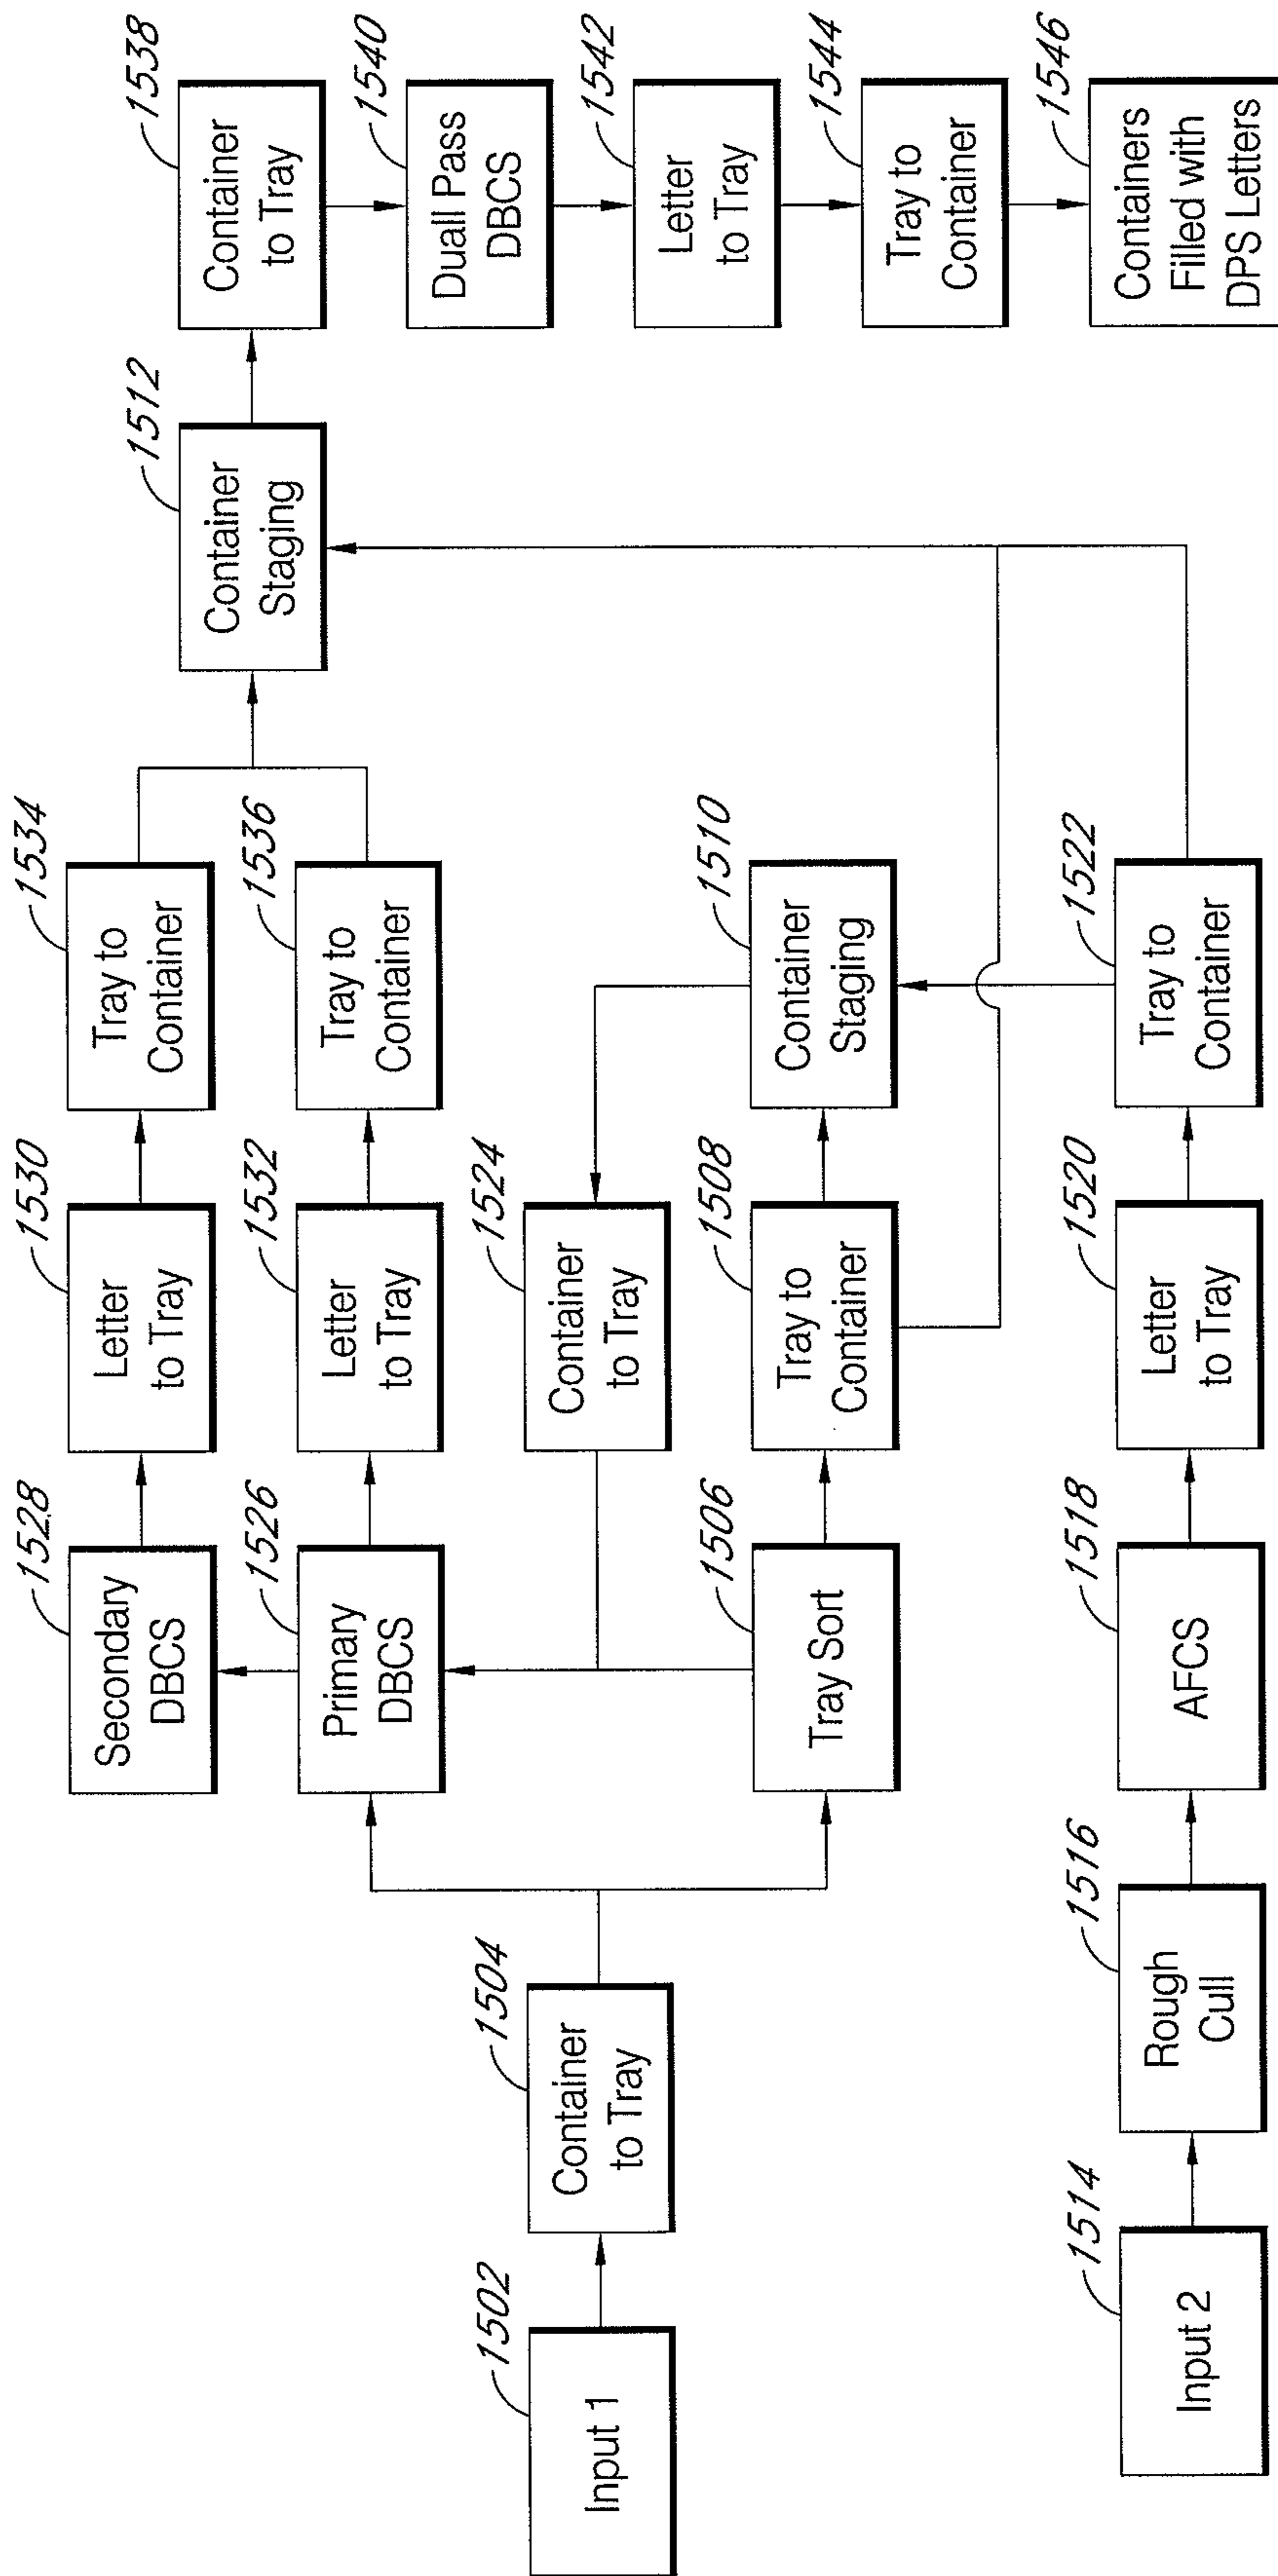 1502
Input 1
1504
Container
to Tray
1528
Secondary
DBCS
1530
Letter
to Tray
1534
Tray to
Container
1526
Primary
DBCS
1532
Letter
to Tray
1536
Tray to
Container
1524
Container
to Tray
1506
Tray Sort
1508
Tray to
Container
1510
Container
Staging
1514
Input 2
1516
Rough
Cull
1518
AFCS
1520
Letter
to Tray
1522
Tray to
Container
1512
Container
Staging
1538
Container
to Tray
1540
Duall Pass
DBCS
1542
Letter
to Tray
1544
Tray to
Container
1546
Containers
Filled with
DPS Letters